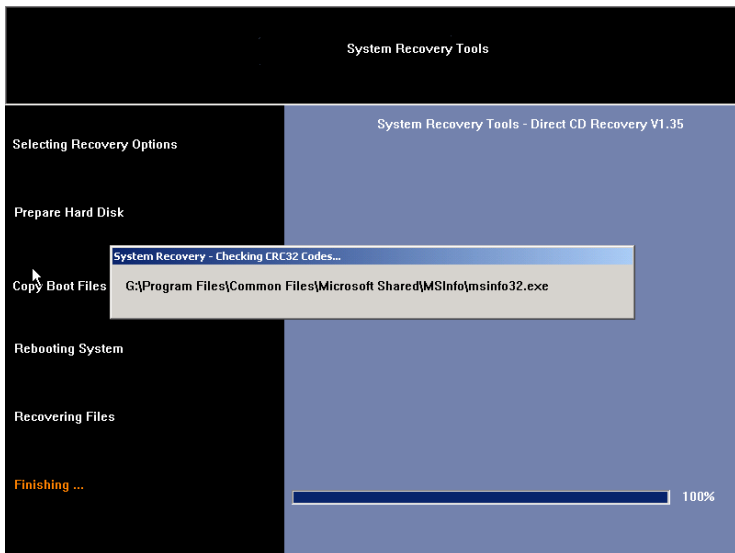 System Recovery Tools
System Recovery Tools - Direct CD Recovery V1.35
Selecting Recovery Options
Prepare Hard Disk
System Recovery - Checking CRC32 Codes...
Copy Boot Files
G:\Program Files\Common Files\Microsoft Shared\MSInfo\msinfo32.exe
Rebooting System
Recovering Files
Finishing ...
100%